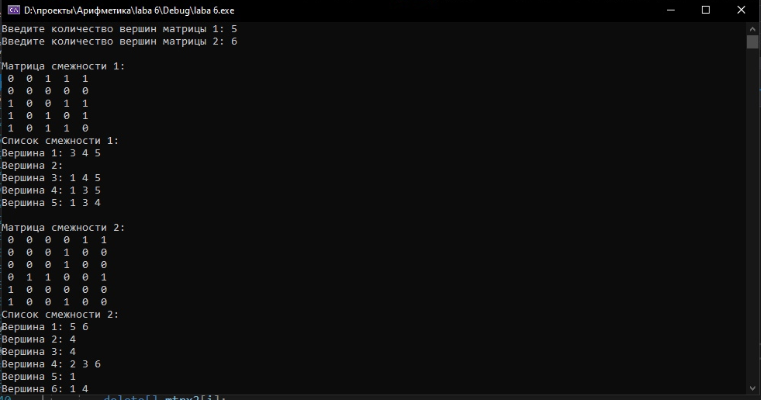 D:\проекты\Арифметика\laba 6\Debug\laba 6.exe
Введите количество вершин матрицы 1: 5
Введите количество вершин матрицы 2: 6
Матрица смежности 1:
0 0 1 1 1
0 0 0 0 0
1 0 0 1 1
1 0 1 0 1
1 0 1 1 0
Список смежности 1:
Вершина 1: 3 4 5
Вершина 2:
Вершина 3: 1 4 5
Вершина 4: 1 3 5
Вершина 5: 1 3 4
Матрица смежности 2:
0 0 0 0 1 1
0 0 0 1 0 0
0 0 0 1 0 0
0 1 1 0 0 1
1 0 0 0 0 0
1 0 0 1 0 0
Список смежности 2:
Вершина 1: 5 6
Вершина 2: 4
Вершина 3: 4
Вершина 4: 2 3 6
Вершина 5: 1
Вершина 6: 1 4
delete[] mtrx2[i];